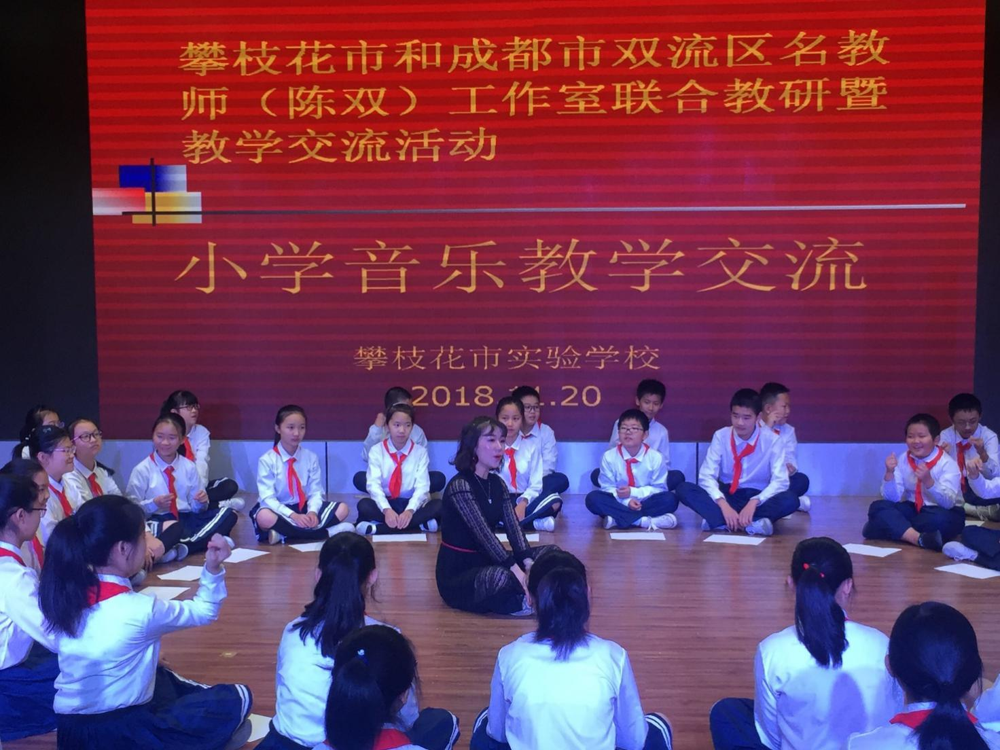 攀枝花市和成都市双流区名教
师（陈双）工作室联合教研暨
教学交流活动
小学音乐教学交流
攀枝花市实验学校
2018.11.20